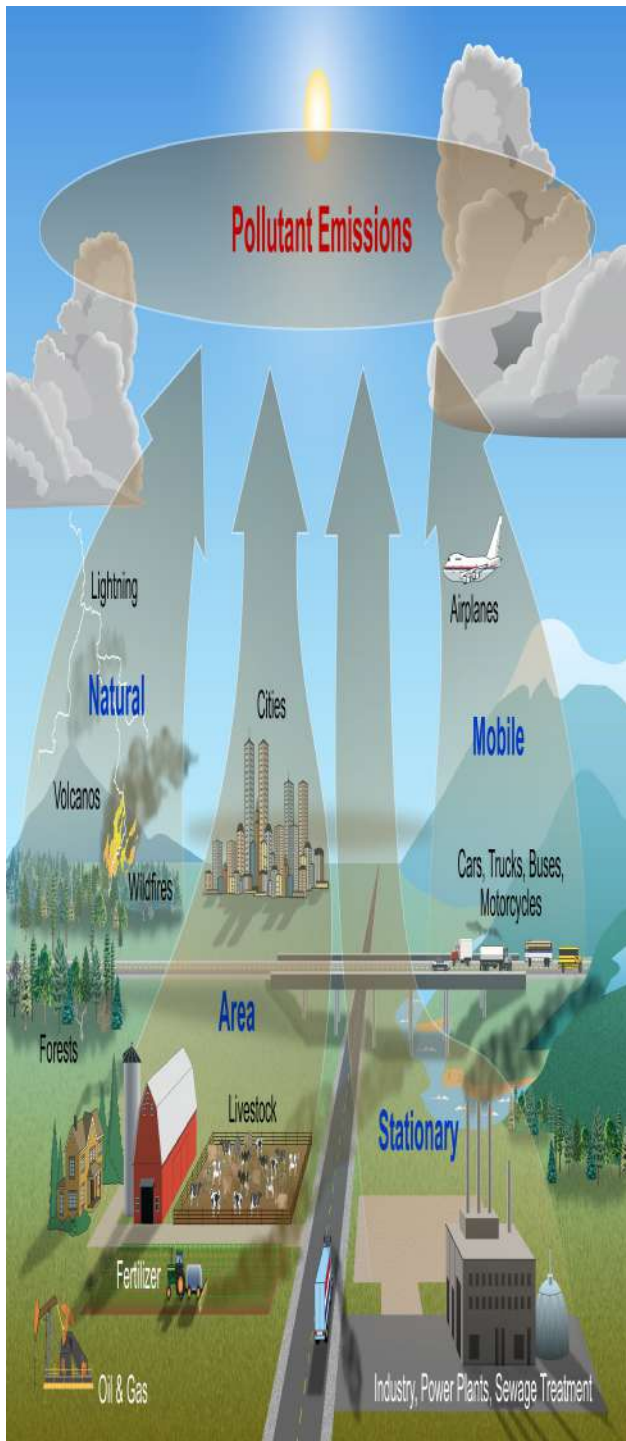 Pollutant Emissions
Lightning
Airplanes
Natural
Cities
Mobile
Volcanos
Cars, Trucks, Buses,
Motorcycles
Wildfires
Area
Forests
Livestock
Stationary
Fertilizer
Oil & Gas
Industry, Power Plants, Sewage Treatment